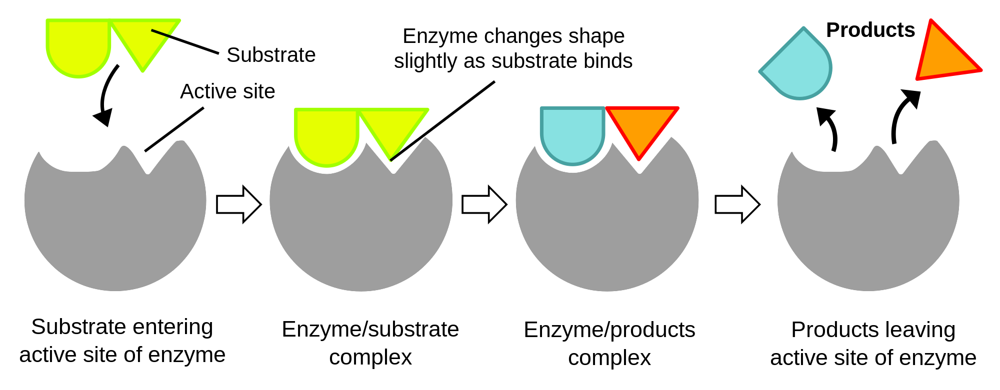 Substrate
Active site
Enzyme changes shape
slightly as substrate binds
Products
Substrate entering
active site of enzyme
Enzyme/substrate
complex
Enzyme/products
complex
Products leaving
active site of enzyme